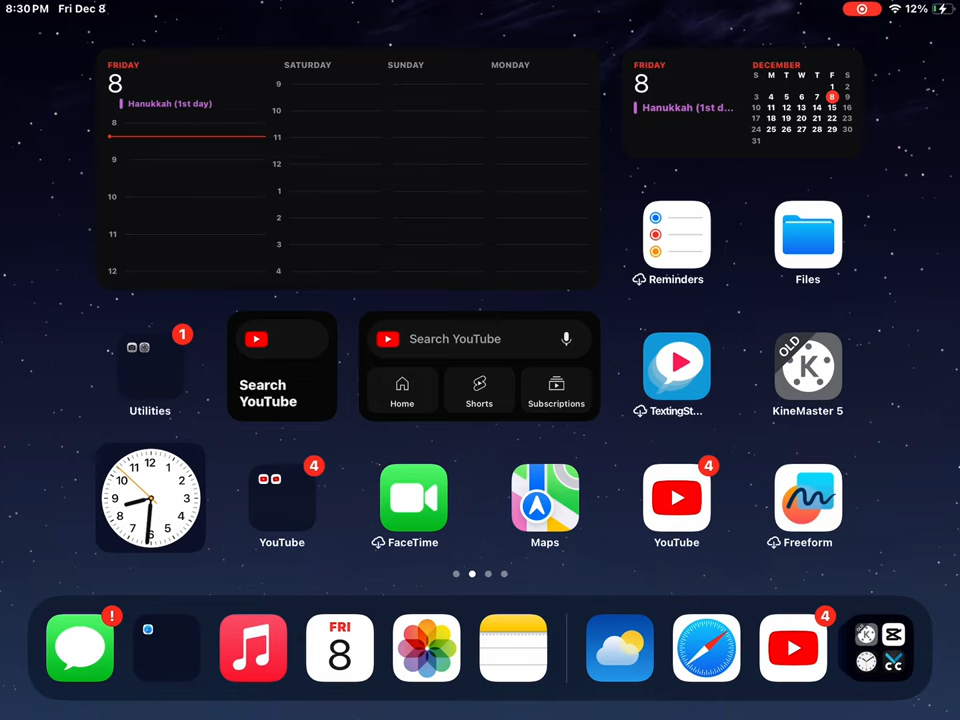 8:30 PM Fri Dec 8
12%
FRIDAY
8
Hanukkah (1st day)
8
9
10
11
12
SATURDAY SUNDAY MONDAY
9
10
11
12
1
2
3
4
FRIDAY
8
Hanukkah (1st d...
DECEMBER
S M T W T F S
1 2
3 4 5 6 7 8 9
10 11 12 13 14 15 16
17 18 19 20 21 22 23
24 25 26 27 28 29 30
31
Reminders
Files
1
Utilities
Search
YouTube
Search YouTube
Home
Shorts
Subscriptions
TextingSt...
OLD
K
KineMaster 5
12 1 2 3 4 5 6 7 8 9 10 11
4
YouTube
FaceTime
Maps
4
YouTube
Freeform
!
FRI
8
4
K
CC